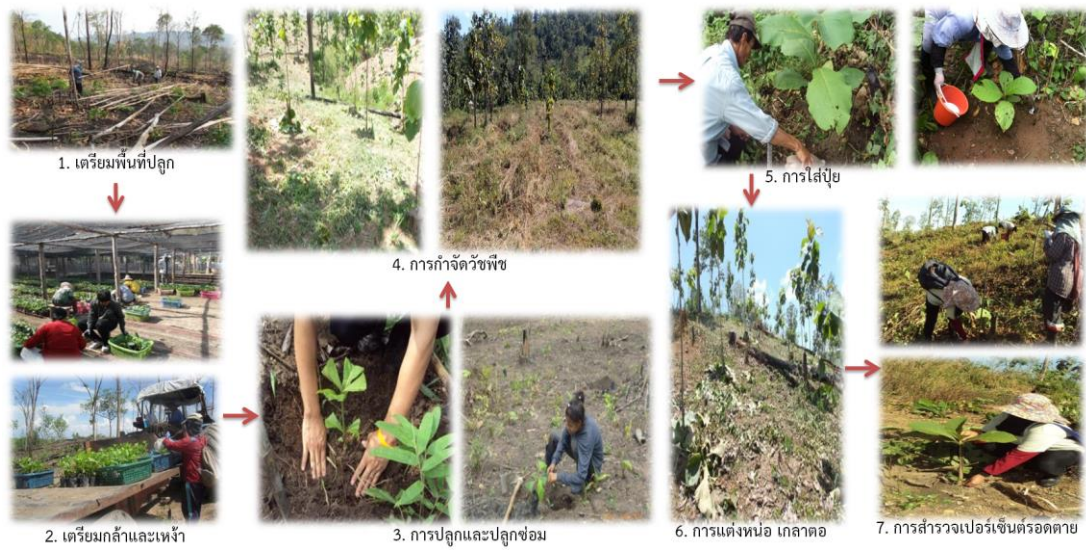 1. เตรียมพื้นที่ปลูก
2. เตรียมกล้าและเหง้า
3. การปลูกและปลูกซ่อม
4. การกำจัดวัชพืช
5. การใส่ปุ๋ย
6. การแต่งหน่อ เกลาตอ
7. การสำรวจเปอร์เซ็นต์รอดตาย